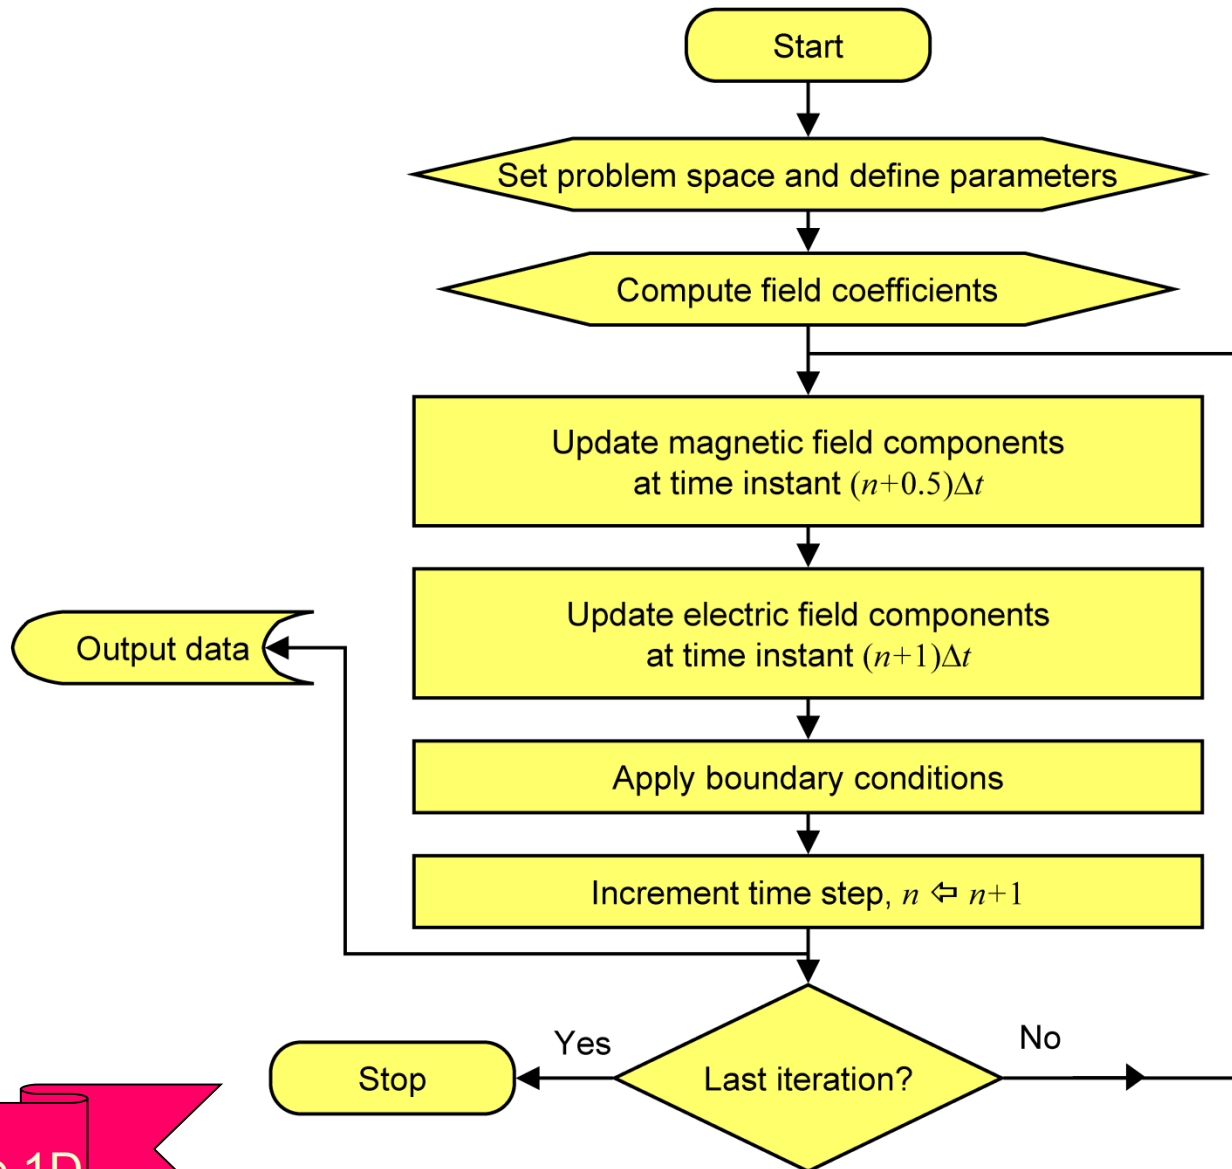 Start
Set problem space and define parameters
Compute field coefficients
Update magnetic field components
at time instant (n+0.5)Δt
Update electric field components
at time instant (n+1)Δt
Output data
Apply boundary conditions
Increment time step, n ⇦ n+1
Yes
No
Stop
Last iteration?
1D